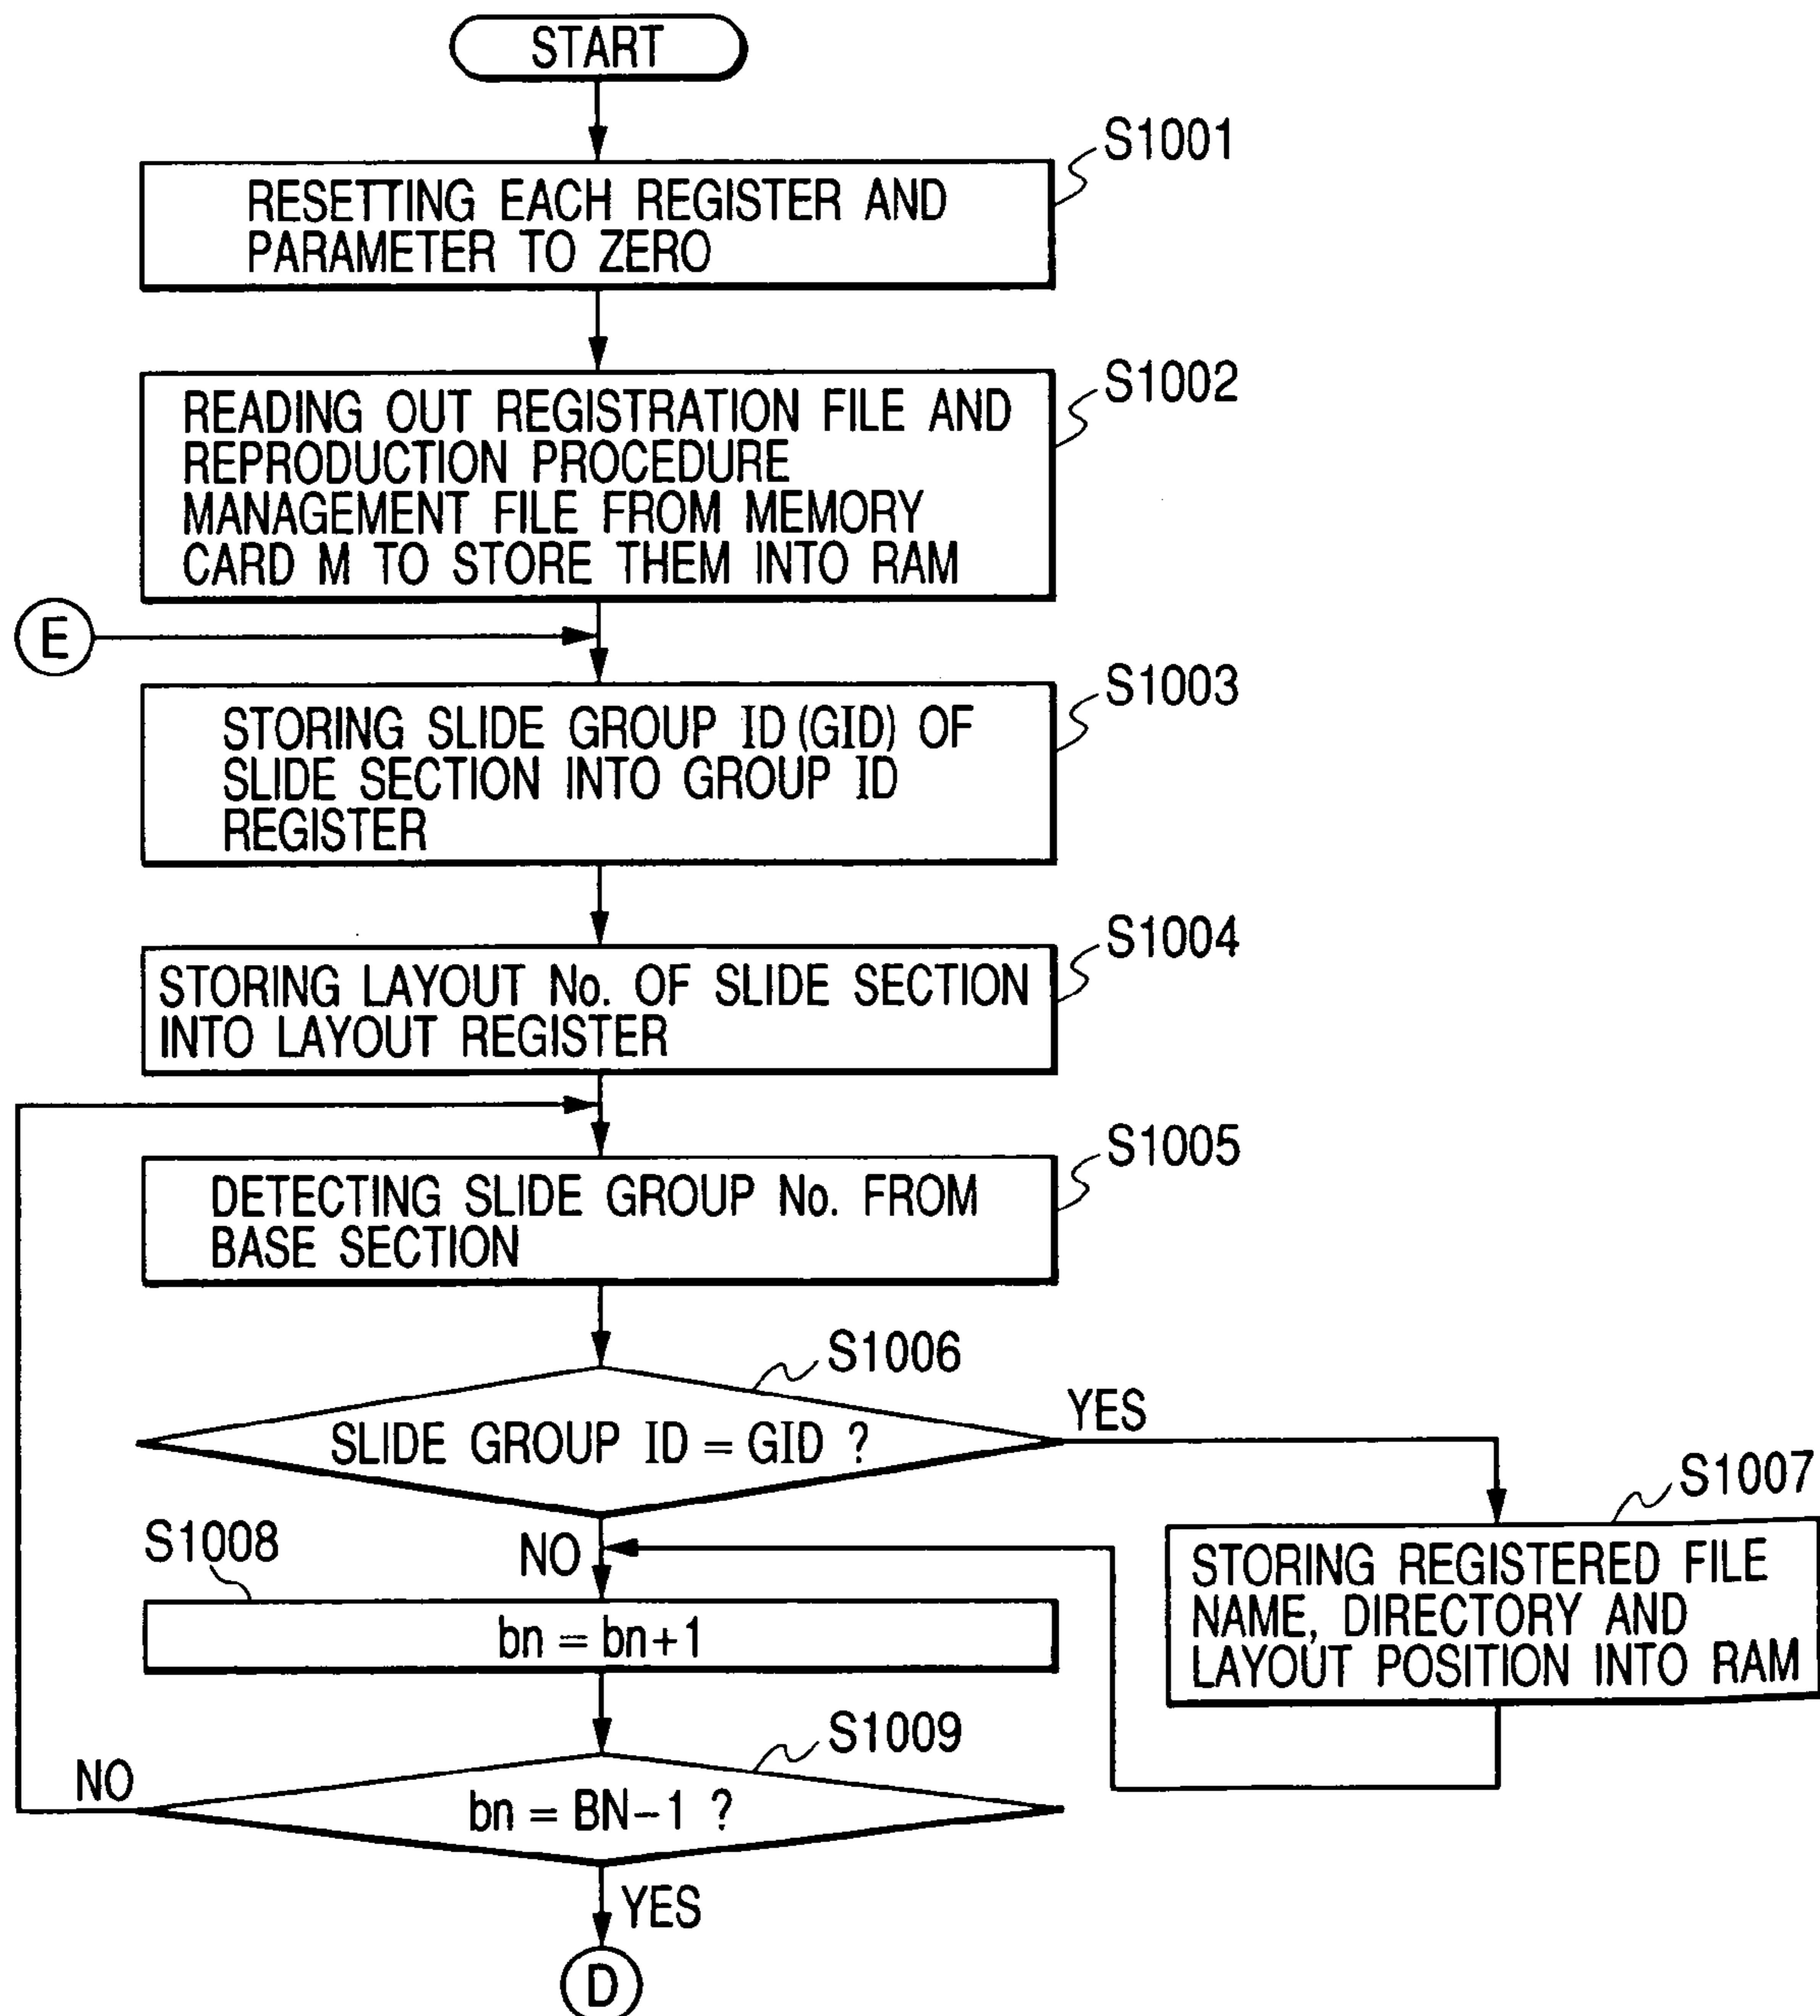 START
S1001
RESETTING EACH REGISTER AND
PARAMETER TO ZERO
S1002
READING OUT REGISTRATION FILE AND
REPRODUCTION PROCEDURE
MANAGEMENT FILE FROM MEMORY
CARD M TO STORE THEM INTO RAM
E
S1003
STORING SLIDE GROUP ID (GID) OF
SLIDE SECTION INTO GROUP ID
REGISTER
S1004
STORING LAYOUT No. OF SLIDE SECTION
INTO LAYOUT REGISTER
S1005
DETECTING SLIDE GROUP No. FROM
BASE SECTION
S1006
SLIDE GROUP ID = GID ?
YES
S1007
STORING REGISTERED FILE
NAME, DIRECTORY AND
LAYOUT POSITION INTO RAM
NO
S1008
bn = bn+1
S1009
bn = BN-1 ?
NO
YES
D